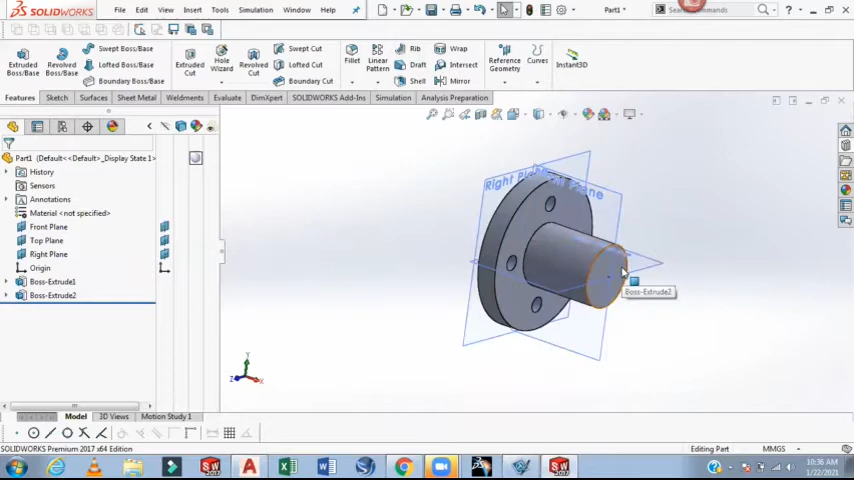 SOLIDWORKS File Edit View Insert Tools Simulation Window Help Part1 * Search Commands ?
Extruded Boss/Base
Revolved Boss/Base
Swept Boss/Base
Lofted Boss/Base
Boundary Boss/Base
Extruded Cut
Hole Wizard
Revolved Cut
Swept Cut
Lofted Cut
Boundary Cut
Fillet
Linear Pattern
Rib
Draft
Shell
Wrap
Intersect
Mirror
Reference Geometry
Curves
Instant3D
Features Sketch Surfaces Sheet Metal Weldments Evaluate DimXpert SOLIDWORKS Add-Ins Simulation Analysis Preparation
Part1 (Default<<Default>_Display State 1>
History
Sensors
Annotations
Material <not specified>
Front Plane
Top Plane
Right Plane
Origin
Boss-Extrude1
Boss-Extrude2
Boss-Extrude2
Y
Z X
Model 3D Views Motion Study 1
SOLIDWORKS Premium 2017 x64 Edition Editing Part MMGS
10:36 AM
1/22/2021